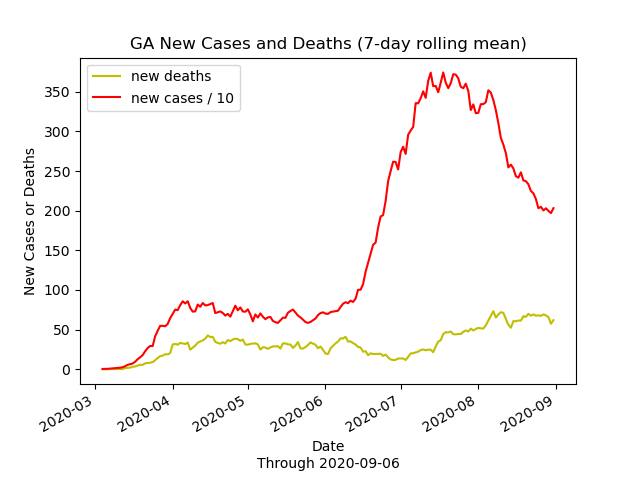 GA New Cases and Deaths (7-day rolling mean)
new deaths
new cases / 10
350
300
250
200
150
100
50
0
New Cases or Deaths
2020-03
2020-04
2020-05
2020-06
2020-07
2020-08
2020-09
Date
Through 2020-09-06